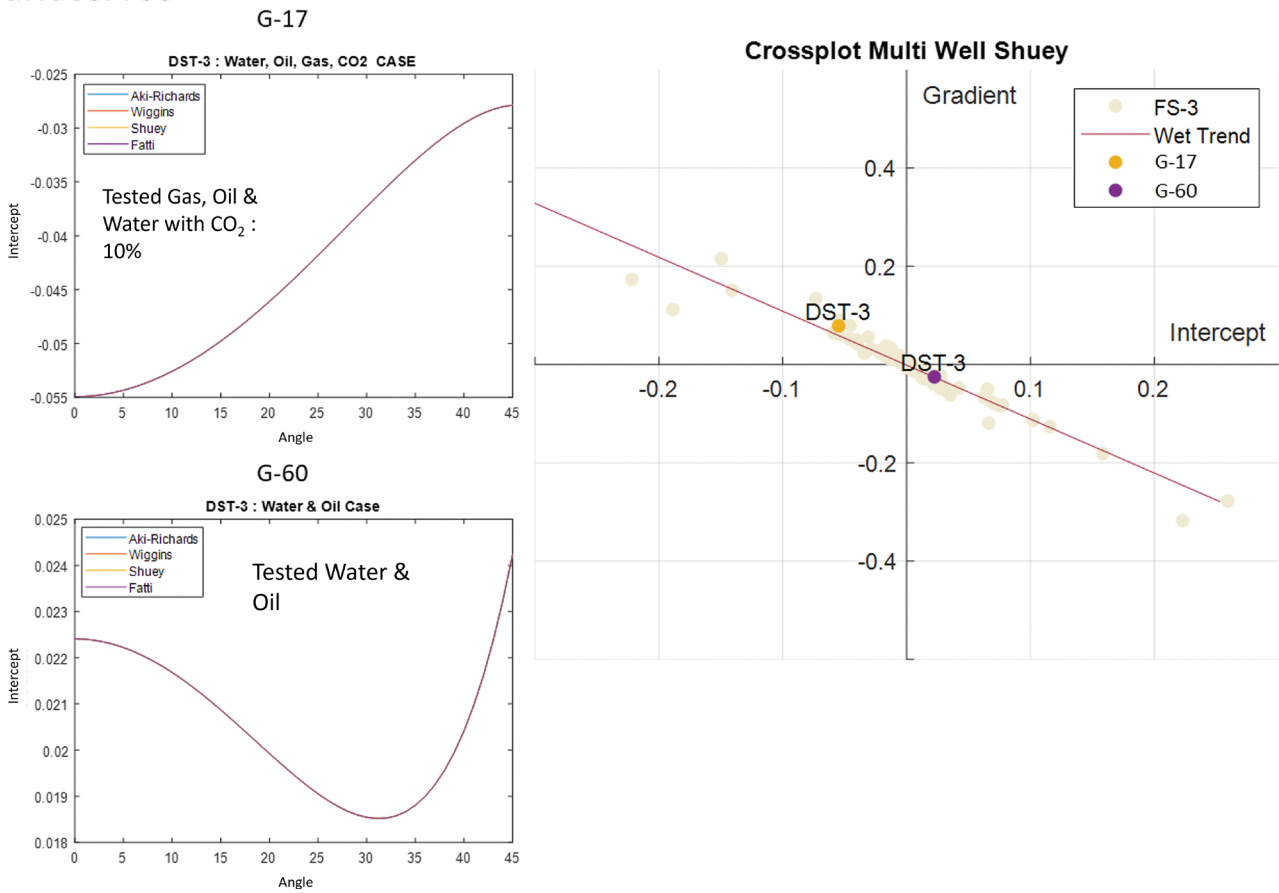 G-17
DST-3 : Water, Oil, Gas, CO2 CASE
-0.025
-0.03
-0.035
-0.04
-0.045
-0.05
-0.055
Intercept
Aki-Richards
Wiggins
Shuey
Fatti
Tested Gas, Oil &
Water with CO₂ :
10%
0 5 10 15 20 25 30 35 40 45
Angle
G-60
DST-3 : Water & Oil Case
0.025
0.024
0.023
0.022
0.021
0.02
0.019
0.018
Intercept
Aki-Richards
Wiggins
Shuey
Fatti
Tested Water &
Oil
0 5 10 15 20 25 30 35 40 45
Angle
Crossplot Multi Well Shuey
Gradient
FS-3
Wet Trend
G-17
G-60
0.4
0.2
DST-3
Intercept
DST-3
-0.2 -0.1 0.1 0.2
-0.2
-0.4